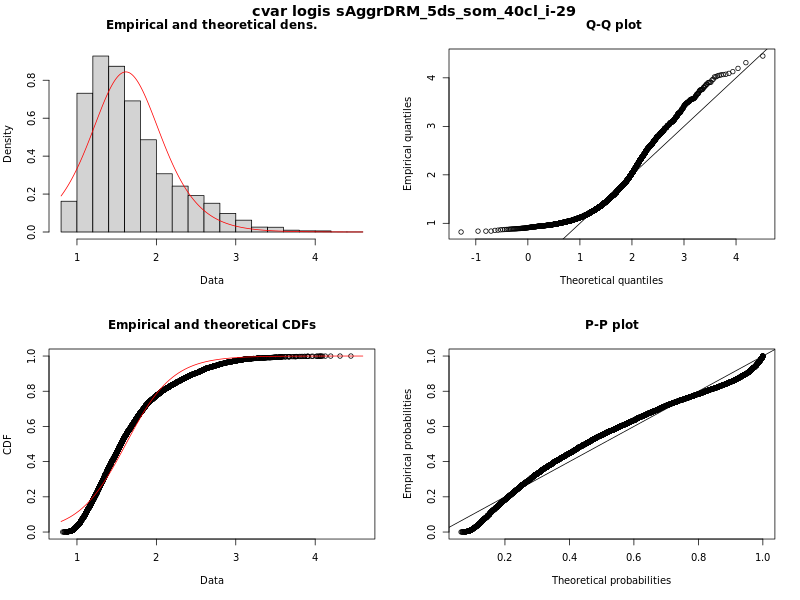 cvar logis sAggrDRM_5ds_som_40cl_i-29
Empirical and theoretical dens.
Density
0.0 0.2 0.4 0.6 0.8
1 2 3 4
Data
Q-Q plot
Empirical quantiles
1 2 3 4
-1 0 1 2 3 4
Theoretical quantiles
Empirical and theoretical CDFs
CDF
0.0 0.2 0.4 0.6 0.8 1.0
1 2 3 4
Data
P-P plot
Empirical probabilities
0.0 0.2 0.4 0.6 0.8 1.0
0.2 0.4 0.6 0.8 1.0
Theoretical probabilities